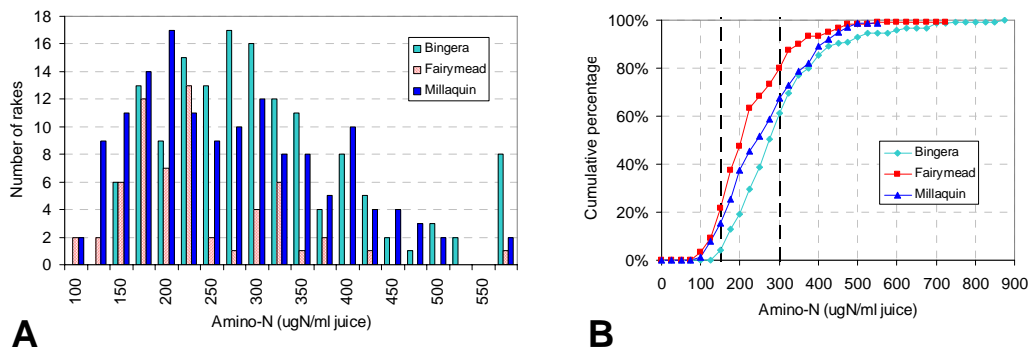 18
16
14
12
10
8
6
4
2
0
Number of rakes
Bingera
Fairymead
Millaquin
100 150 200 250 300 350 400 450 500 550
Amino-N (ugN/ml juice)
A
100%
80%
60%
40%
20%
0%
Cumulative percentage
Bingera
Fairymead
Millaquin
0 100 200 300 400 500 600 700 800 900
Amino-N (ugN/ml juice)
B